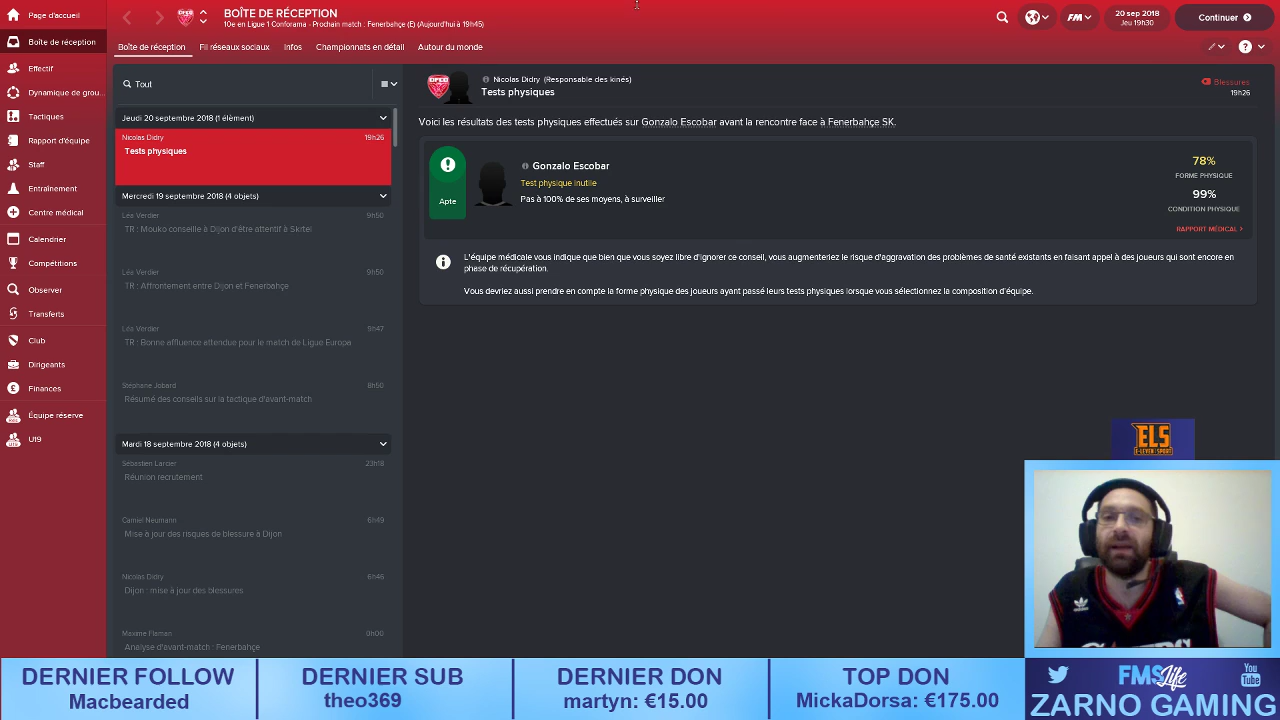 Page d'accueil
Boîte de réception
Effectif
Dynamique de grou...
Tactiques
Rapport d'équipe
Staff
Entraînement
Centre médical
Calendrier
Compétitions
Observer
Transferts
Club
Dirigeants
Finances
Équipe réserve
U19
BOÎTE DE RÉCEPTION
10e en Ligue 1 Conforama - Prochain match : Fenerbahçe (E) (Aujourd'hui à 19h45)
FM
20 sep 2018
Jeu 19h30
Continuer
Boîte de réception
Fil réseaux sociaux
Infos
Championnats en détail
Autour du monde
Tout
Jeudi 20 septembre 2018 (1 élément)
Nicolas Didry 19h26
Tests physiques
Mercredi 19 septembre 2018 (4 objets)
Léa Verdier 9h50
TR : Mouko conseille à Dijon d'être attentif à Skrtel
Léa Verdier 9h50
TR : Affrontement entre Dijon et Fenerbahçe
Léa Verdier 9h47
TR : Bonne affluence attendue pour le match de Ligue Europa
Stéphane Jobard 8h50
Résumé des conseils sur la tactique d'avant-match
Mardi 18 septembre 2018 (4 objets)
Sébastien Larcier 23h18
Réunion recrutement
Camiel Neumann 6h49
Mise à jour des risques de blessure à Dijon
Nicolas Didry 6h46
Dijon : mise à jour des blessures
Maxime Flaman 0h00
Analyse d'avant-match : Fenerbahçe
DFCO
Nicolas Didry (Responsable des kinés)
Tests physiques
Blessures
19h26
Voici les résultats des tests physiques effectués sur Gonzalo Escobar avant la rencontre face à Fenerbahçe SK.
Apte
Gonzalo Escobar
Test physique inutile
Pas à 100% de ses moyens, à surveiller
78%
FORME PHYSIQUE
99%
CONDITION PHYSIQUE
RAPPORT MÉDICAL
L'équipe médicale vous indique que bien que vous soyez libre d'ignorer ce conseil, vous augmenteriez le risque d'aggravation des problèmes de santé existants en faisant appel à des joueurs qui sont encore en
phase de récupération.
Vous devriez aussi prendre en compte la forme physique des joueurs ayant passé leurs tests physiques lorsque vous sélectionnez la composition d'équipe.
ELS
E-LEVEN ESPORT
DERNIER FOLLOW
Macbearded
DERNIER SUB
theo369
DERNIER DON
martyn: €15.00
TOP DON
MickaDorsa: €175.00
FMSLife
You
Tube
ZARNO GAMING